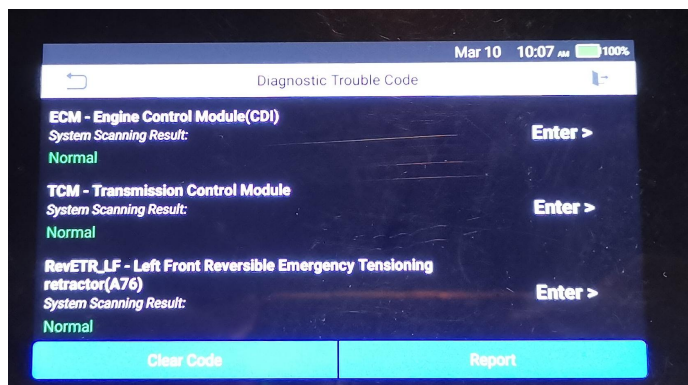 Mar 10 10:07 AM 100%
Diagnostic Trouble Code
ECM - Engine Control Module(CDI)
System Scanning Result:
Enter >
Normal
TCM - Transmission Control Module
System Scanning Result:
Enter >
Normal
RevETR_LF - Left Front Reversible Emergency Tensioning
retractor(A76)
Enter >
System Scanning Result:
Normal
Clear Code Report